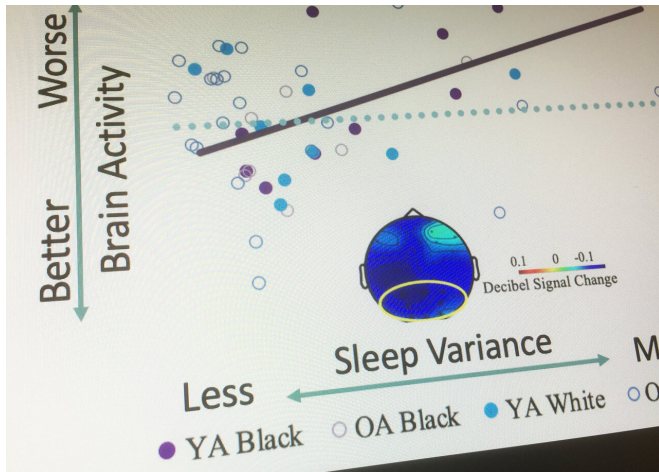 Worse
Better
Brain Activity
0.1 0 -0.1
Decibel Signal Change
Sleep Variance
Less
M
YA Black
OA Black
YA White
O